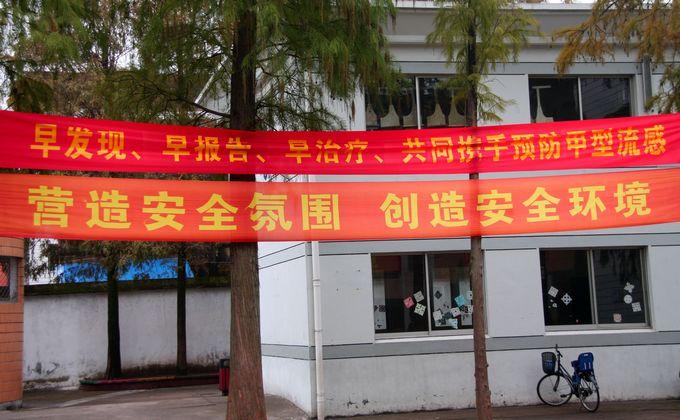 早发现、早报告、早治疗、共同携手预防甲型流感
营造安全氛围 创造安全环境